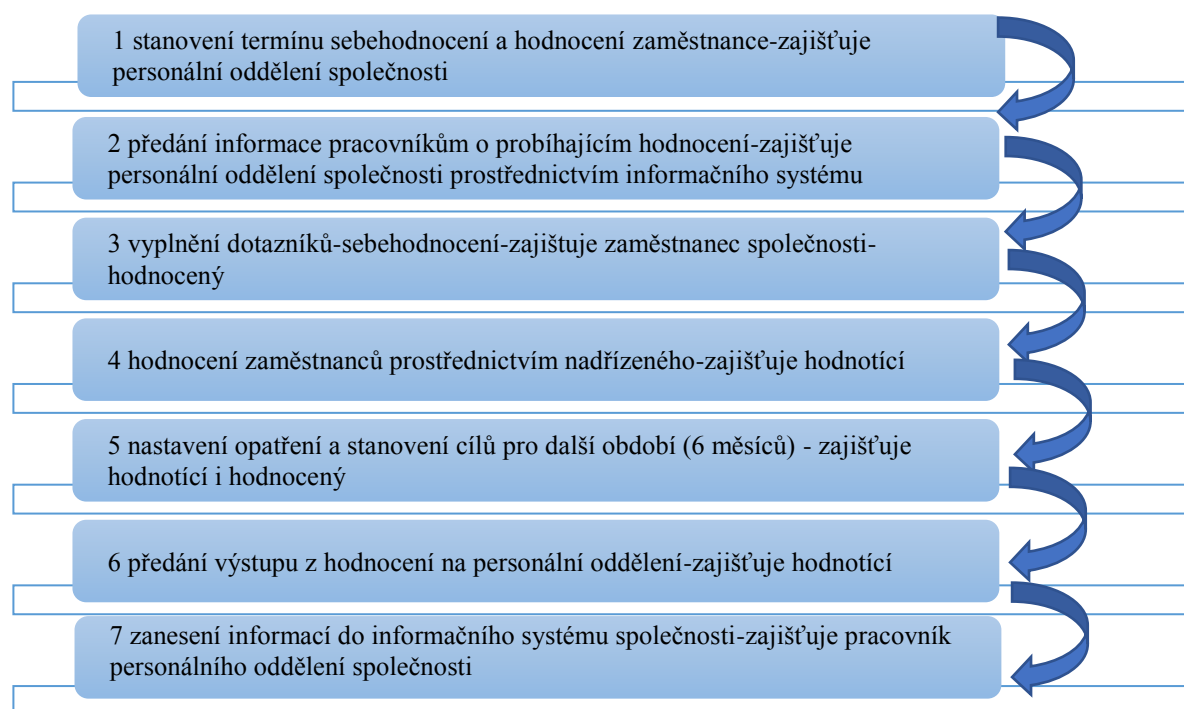 1 stanovení termínu sebehodnocení a hodnocení zaměstnance-zajišťuje
personální oddělení společnosti
2 předání informace pracovníkům o probíhajícím hodnocení-zajišťuje
personální oddělení společnosti prostřednictvím informačního systému
3 vyplnění dotazníků-sebehodnocení-zajištuje zaměstnanec společnosti-
hodnocený
4 hodnocení zaměstnanců prostřednictvím nadřízeného-zajišťuje hodnotící
5 nastavení opatření a stanovení cílů pro další období (6 měsíců) - zajišťuje
hodnotící i hodnocený
6 předání výstupu z hodnocení na personální oddělení-zajišťuje hodnotící
7 zanesení informací do informačního systému společnosti-zajišťuje pracovník
personálního oddělení společnosti